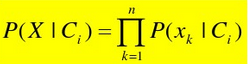 P(X | C_i) = ∏_{k=1}^{n} P(x_k | C_i)